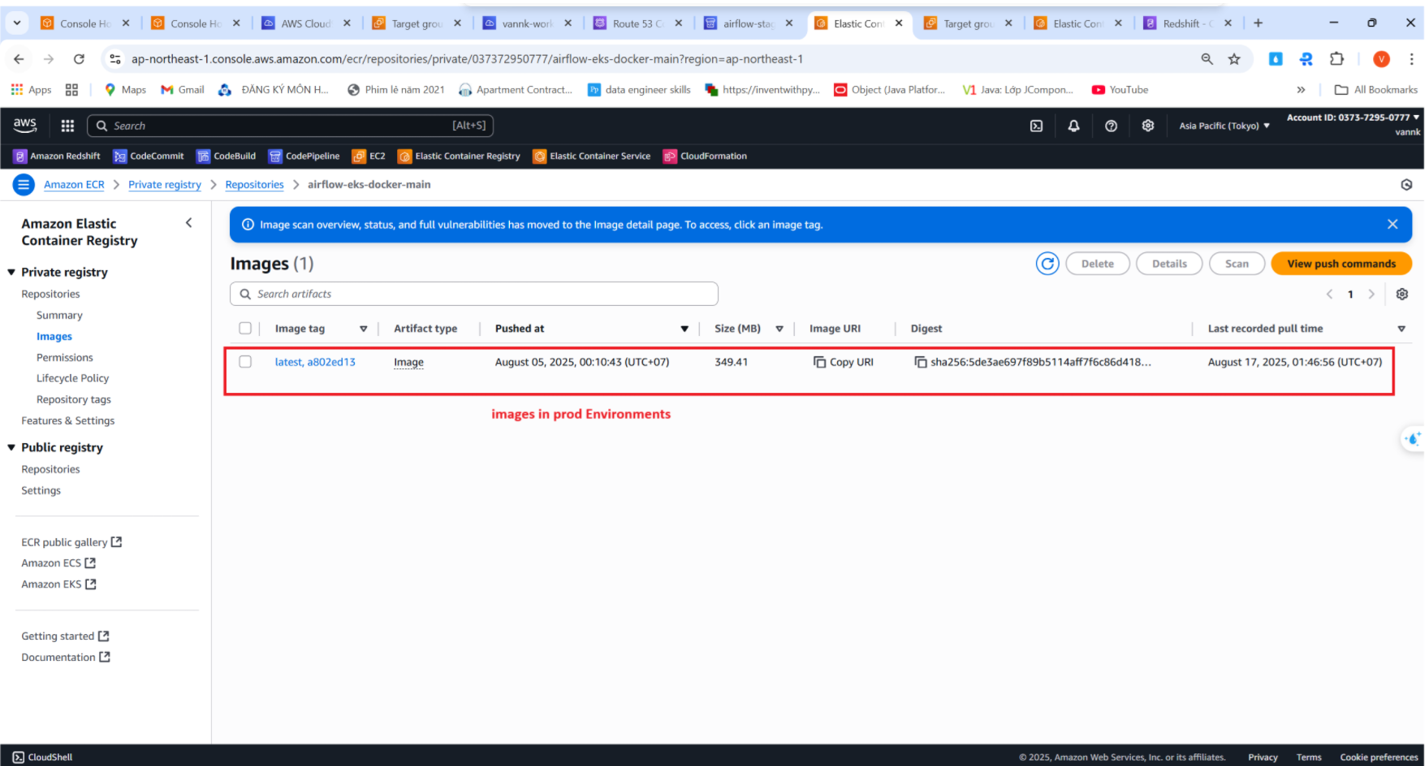 Console Ho
Console Ho
AWS Cloud
Target grou
vannk-work
Route 53 C
airflow-stag
Elastic Cont
Target grou
Elastic Cont
Redshift - C
ap-northeast-1.console.aws.amazon.com/ecr/repositories/private/037372950777/airflow-eks-docker-main?region=ap-northeast-1
V
Apps
Maps
Gmail
ĐĂNG KÝ MÔN H...
Phim lẻ năm 2021
Apartment Contract...
data engineer skills
https://inventwithpy...
Object (Java Platfor...
V1 Java: Lớp JCompon...
YouTube
All Bookmarks
aws
Search [Alt+S]
Asia Pacific (Tokyo)
Account ID: 0373-7295-0777
vannk
Amazon Redshift
CodeCommit
CodeBuild
CodePipeline
EC2
Elastic Container Registry
Elastic Container Service
CloudFormation
Amazon ECR > Private registry > Repositories > airflow-eks-docker-main
Amazon Elastic
Container Registry
Private registry
Repositories
Summary
Images
Permissions
Lifecycle Policy
Repository tags
Features & Settings
Public registry
Repositories
Settings
ECR public gallery
Amazon ECS
Amazon EKS
Getting started
Documentation
Image scan overview, status, and full vulnerabilities has moved to the Image detail page. To access, click an image tag.
Images (1)
Delete
Details
Scan
View push commands
Search artifacts
1
Image tag
Artifact type
Pushed at
Size (MB)
Image URI
Digest
Last recorded pull time
latest, a802ed13
Image
August 05, 2025, 00:10:43 (UTC+07)
349.41
Copy URI
sha256:5de3ae697f89b5114aff7f6c86d418...
August 17, 2025, 01:46:56 (UTC+07)
images in prod Environments
CloudShell
© 2025, Amazon Web Services, Inc. or its affiliates.
Privacy
Terms
Cookie preferences